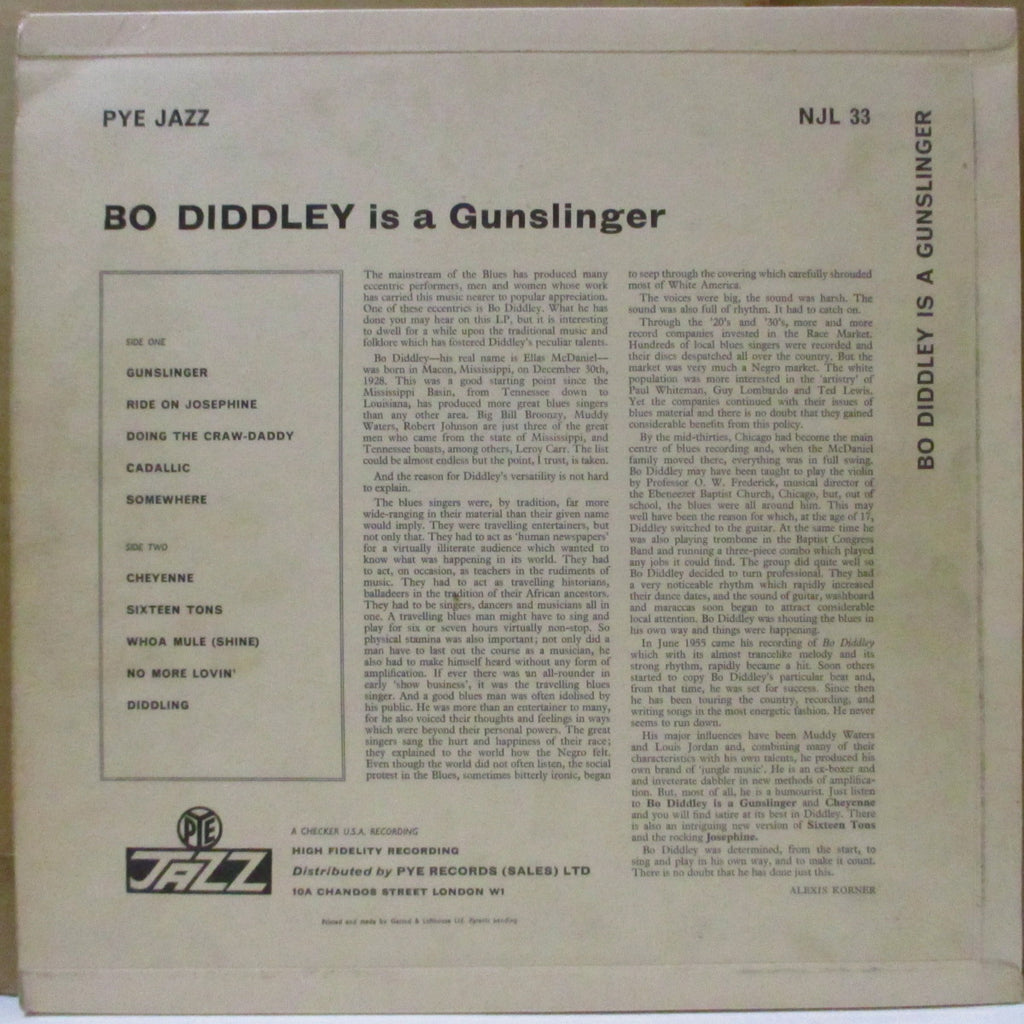 PYE JAZZ
NJL 33
BO DIDDLEY IS A GUNSLINGER
BO DIDDLEY is a Gunslinger
SIDE ONE
GUNSLINGER
RIDE ON JOSEPHINE
DOING THE CRAW-DADDY
CADALLIC
SOMEWHERE
SIDE TWO
CHEYENNE
SIXTEEN TONS
WHOA MULE (SHINE)
NO MORE LOVIN'
DIDDLING
The mainstream of the Blues has produced many
eccentric performers, men and women whose work
has carried this music nearer to popular appreciation.
One of these eccentrics is Bo Diddley. What he has
done you may hear on this LP, but it is interesting
to dwell for a while upon the traditional music and
folklore which has fostered Diddley's peculiar talents.
Bo Diddley—his real name is Ellas McDaniel—
was born in Macon, Mississippi, on December 30th,
1928. This was a good starting point since the
Mississippi Basin, from Tennessee down to
Louisiana, has produced more great blues singers
than any other area. Big Bill Broonzy, Muddy
Waters, Robert Johnson are just three of the great
men who came from the state of Mississippi, and
Tennessee boasts, among others, Leroy Carr. The list
could be almost endless but the point, I trust, is taken.
And the reason for Diddley's versatility is not hard
to explain.
The blues singers were, by tradition, far more
wide-ranging in their material than their given name
would imply. They were travelling entertainers, but
not only that. They had to act as 'human newspapers'
for a virtually illiterate audience which wanted to
know what was happening in its world. They had
to act, on occasion, as teachers in the rudiments of
music. They had to act as travelling historians,
balladeers in the tradition of their African ancestors.
They had to be singers, dancers and musicians all in
one. A travelling blues man might have to sing and
play for six or seven hours virtually non-stop. So
physical stamina was also important; not only did a
man have to last out the course as a musician, he
also had to make himself heard without any form of
amplification. If ever there was an all-rounder in
early 'show business', it was the travelling blues
singer. And a good blues man was often idolised by
his public. He was more than an entertainer to many,
for he also voiced their thoughts and feelings in ways
which were beyond their personal powers. The great
singers sang the hurt and happiness of their race;
they explained to the world how the Negro felt.
Even though the world did not often listen, the social
protest in the Blues, sometimes bitterly ironic, began
to seep through the covering which carefully shrouded
most of White America.
The voices were big, the sound was harsh. The
sound was also full of rhythm. It had to catch on.
Through the '20's and '30's, more and more
record companies invested in the Race Market.
Hundreds of local blues singers were recorded and
their discs despatched all over the country. But the
market was very much a Negro market. The white
population was more interested in the 'artistry' of
Paul Whiteman, Guy Lombardo and Ted Lewis.
Yet the companies continued with their issues of
blues material and there is no doubt that they gained
considerable benefits from this policy.
By the mid-thirties, Chicago had become the main
centre of blues recording and, when the McDaniel
family moved there, everything was in full swing.
Bo Diddley may have been taught to play the violin
by Professor O. W. Frederick, musical director of
the Ebeneezer Baptist Church, Chicago, but, out of
school, the blues were all around him. This may
well have been the reason for which, at the age of 17,
Diddley switched to the guitar. At the same time he
was also playing trombone in the Baptist Congress
Band and running a three-piece combo which played
any jobs it could find. The group did quite well so
Bo Diddley decided to turn professional. They had
a very noticeable rhythm which rapidly increased
their dance dates, and the sound of guitar, washboard
and maraccas soon began to attract considerable
local attention. Bo Diddley was shouting the blues in
his own way and things were happening.
In June 1955 came his recording of Bo Diddley
which with its almost trancelike melody and its
strong rhythm, rapidly became a hit. Soon others
started to copy Bo Diddley's particular beat and,
from that time, he was set for success. Since then
he has been touring the country, recording, and
writing songs in the most energetic fashion. He never
seems to run down.
His major influences have been Muddy Waters
and Louis Jordan and, combining many of their
characteristics with his own talents, he produced his
own brand of 'jungle music'. He is an ex-boxer and
and inveterate dabbler in new methods of amplifica-
tion. But, most of all, he is a humourist. Just listen
to Bo Diddley is a Gunslinger and Cheyenne
and you will find satire at its best in Diddley. There
is also an intriguing new version of Sixteen Tons
and the rocking Josephine.
Bo Diddley was determined, from the start, to
sing and play in his own way, and to make it count.
There is no doubt that he has done just this.
ALEXIS KORNER
PYE
JAZZ
A CHECKER U.S.A. RECORDING
HIGH FIDELITY RECORDING
Distributed by PYE RECORDS (SALES) LTD
10A CHANDOS STREET LONDON W1
Printed and made by Garrod & Lofthouse Ltd. Patents pending